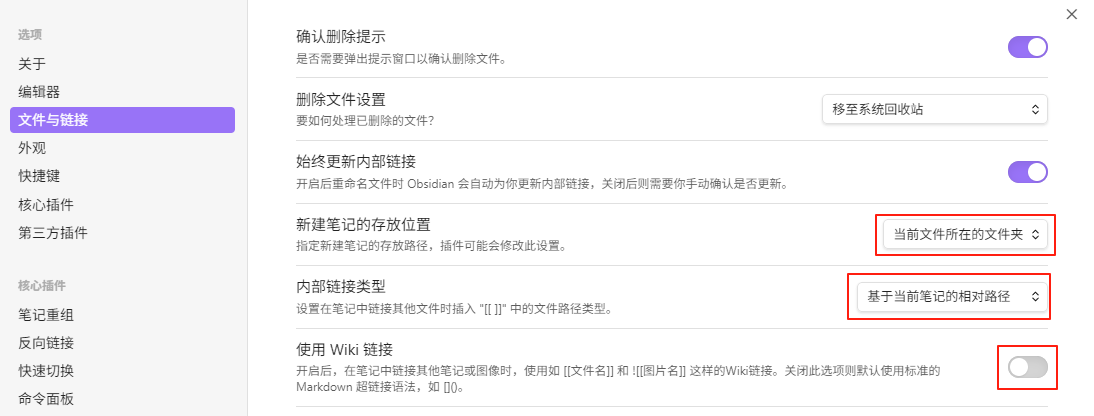 选项
关于
编辑器
文件与链接
外观
快捷键
核心插件
第三方插件
核心插件
笔记重组
反向链接
快速切换
命令面板
确认删除提示
是否需要弹出提示窗口以确认删除文件。
删除文件设置
要如何处理已删除的文件？
移至系统回收站
始终更新内部链接
开启后重命名文件时 Obsidian 会自动为你更新内部链接，关闭后则需要你手动确认是否更新。
新建笔记的存放位置
指定新建笔记的存放路径，插件可能会修改此设置。
当前文件所在的文件夹
内部链接类型
设置在笔记中链接其他文件时插入 "[[ ]]" 中的文件路径类型。
基于当前笔记的相对路径
使用 Wiki 链接
开启后，在笔记中链接其他笔记或图像时，使用如 [[文件名]] 和 ![[图片名]] 这样的Wiki链接。关闭此选项则默认使用标准的
Markdown 超链接语法，如 []()。